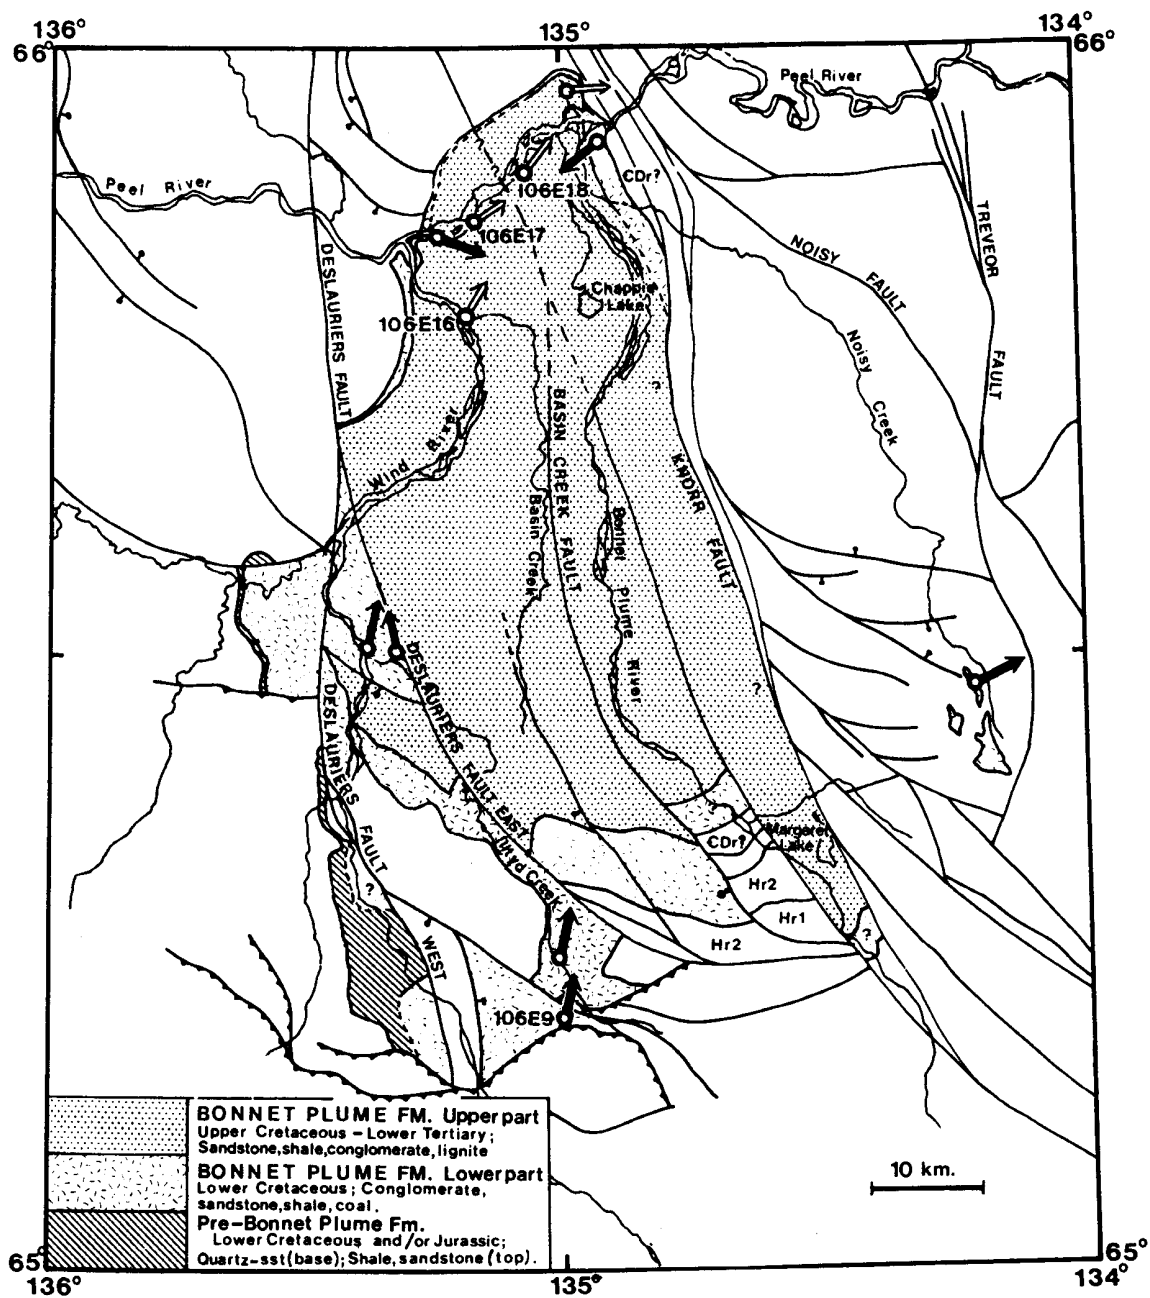 136°
135°
134°
66°
66°
Peel River
Peel River
ЄDr?
106E18
106E17
TREVEOR
FAULT
NOISY FAULT
DESLAURIERS FAULT
Chappie
Lake
106E16
Noisy Creek
?
Wind River
BASIN CREEK FAULT
KNORR FAULT
Basin Creek
Bonnet Plume River
?
DESLAURIERS FAULT EAST
DESLAURIERS FAULT
WEST
?
ЄDr?
Margaret
Lake
Hr2
Hr1
Hr2
?
106E9
BONNET PLUME FM. Upper part
Upper Cretaceous – Lower Tertiary;
Sandstone, shale, conglomerate, lignite
BONNET PLUME FM. Lower part
Lower Cretaceous; Conglomerate,
sandstone, shale, coal.
Pre-Bonnet Plume Fm.
Lower Cretaceous and/or Jurassic;
Quartz-sst (base); Shale, sandstone (top).
10 km.
65°
65°
136°
135°
134°